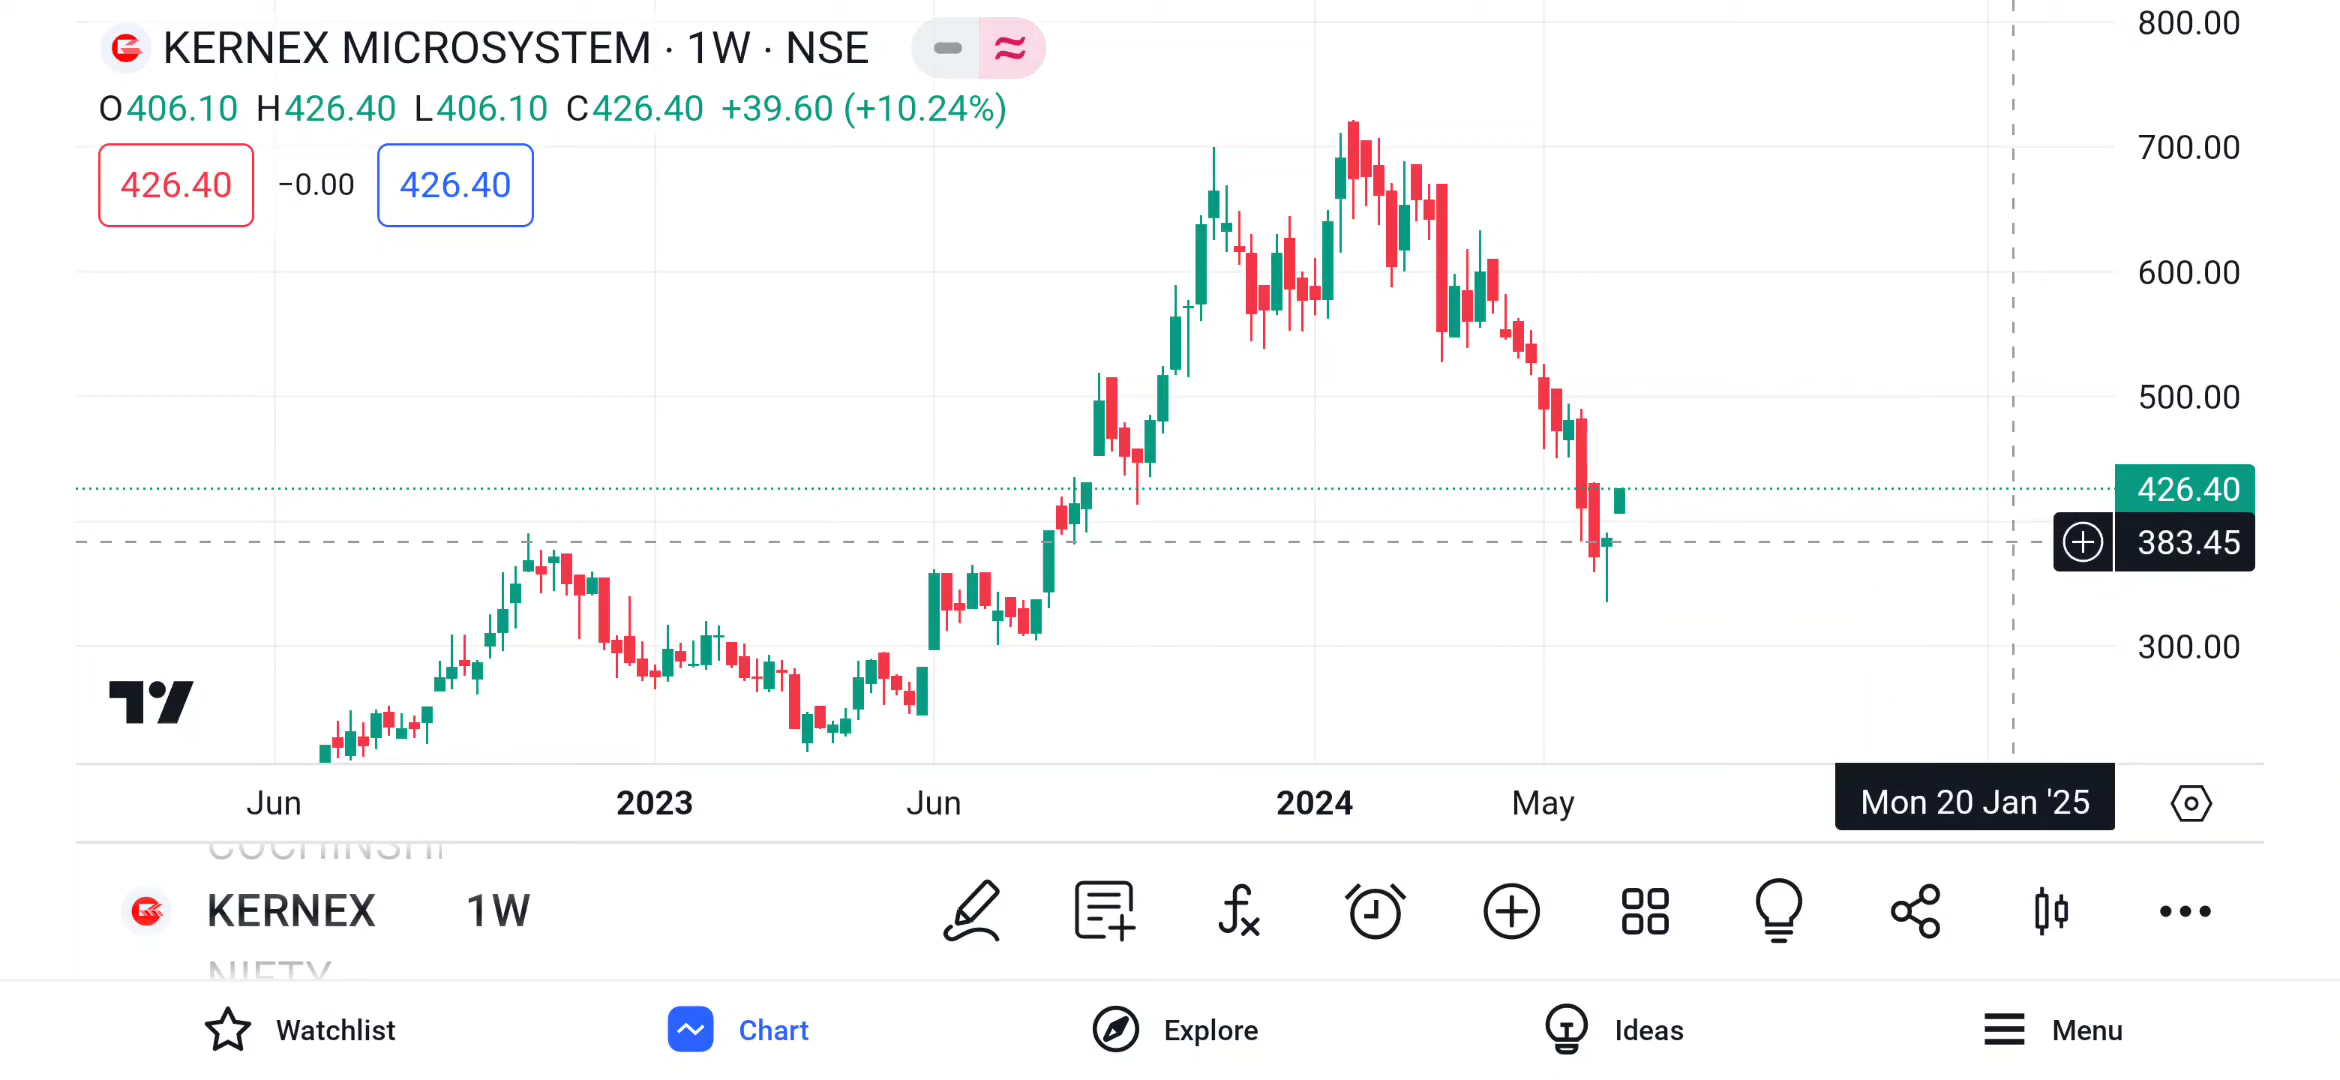 KERNEX MICROSYSTEM · 1W · NSE
O406.10 H426.40 L406.10 C426.40 +39.60 (+10.24%)
426.40 −0.00 426.40
800.00
700.00
600.00
500.00
426.40
383.45
300.00
Jun 2023 Jun 2024 May Mon 20 Jan '25
COCHINSHI
KERNEX 1W
NIFTY
Watchlist Chart Explore Ideas Menu